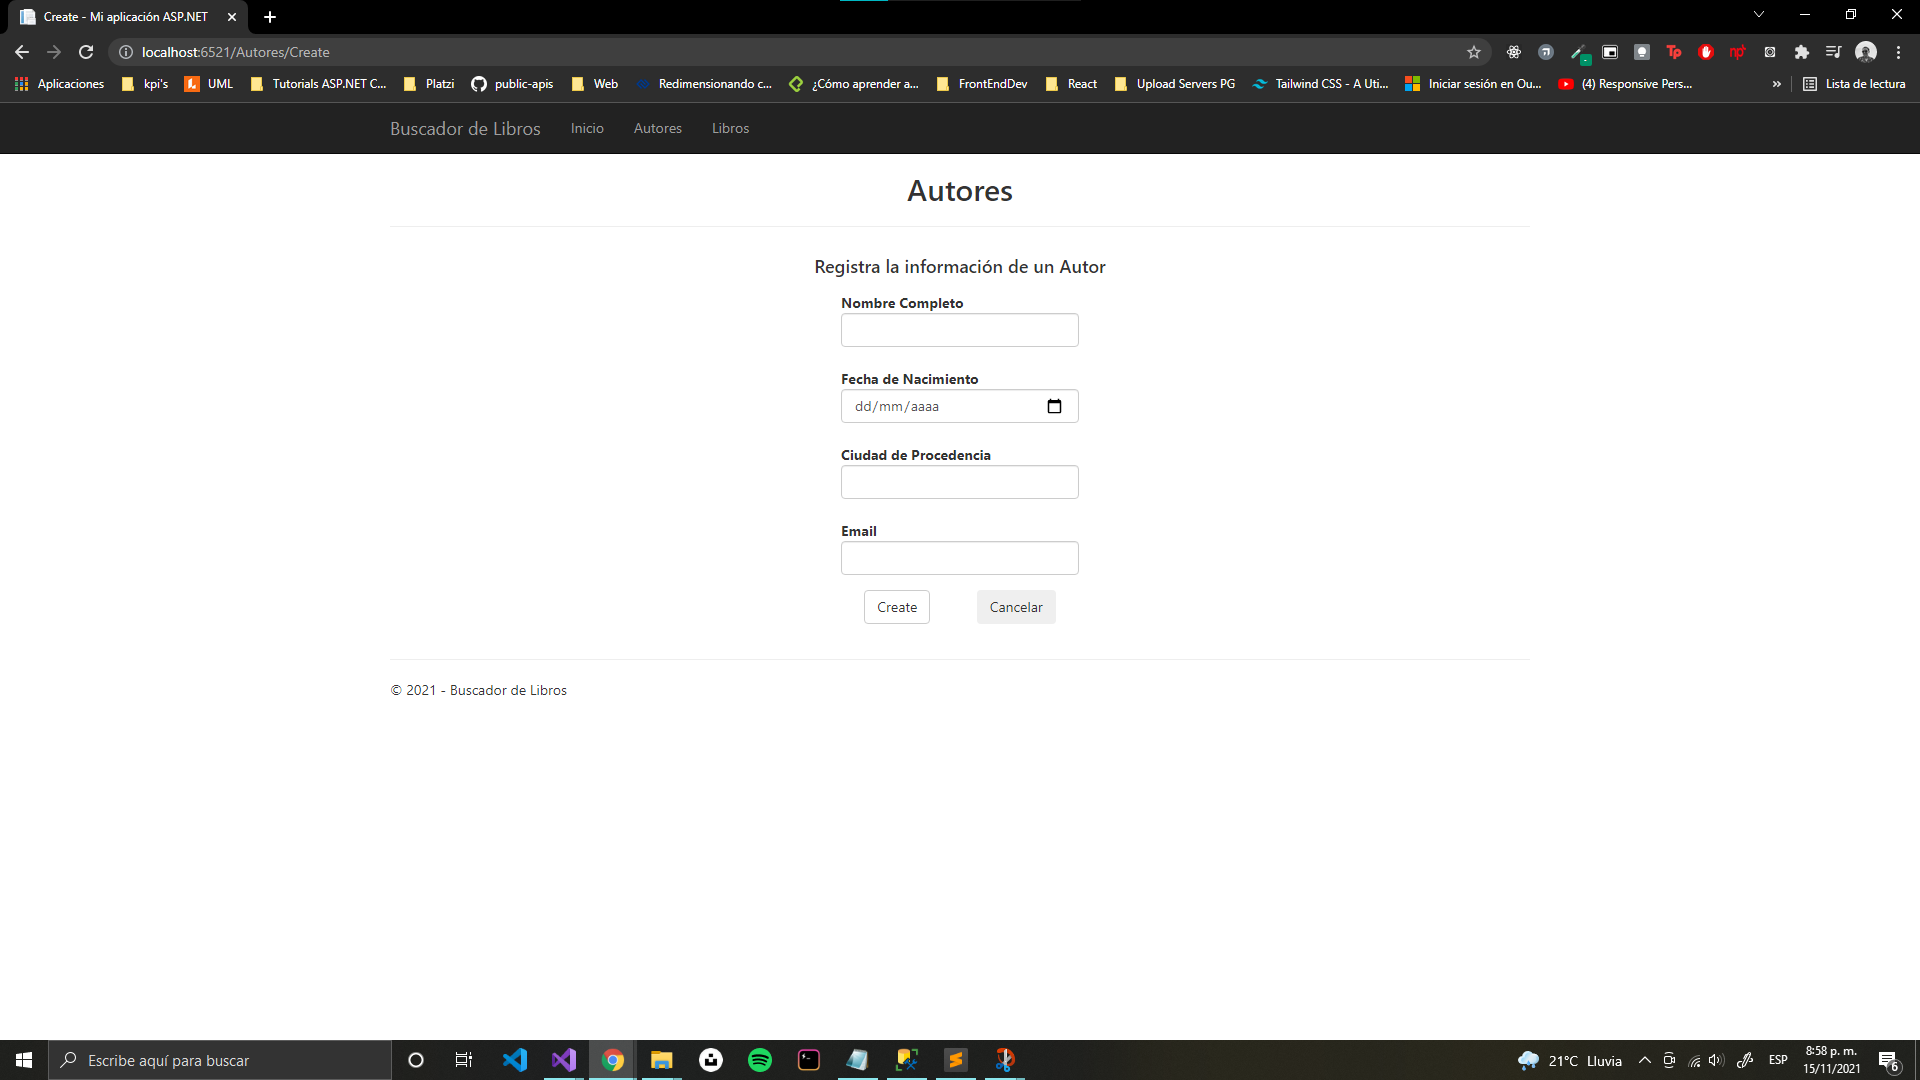 Create - Mi aplicación ASP.NET
localhost:6521/Autores/Create
Aplicaciones kpi's UML Tutorials ASP.NET C... Platzi public-apis Web Redimensionando c... ¿Cómo aprender a... FrontEndDev React Upload Servers PG Tailwind CSS - A Uti... Iniciar sesión en Ou... (4) Responsive Pers... » Lista de lectura
Buscador de Libros Inicio Autores Libros
Autores
Registra la información de un Autor
Nombre Completo
Fecha de Nacimiento
dd/mm/aaaa
Ciudad de Procedencia
Email
Create Cancelar
© 2021 - Buscador de Libros
Escribe aquí para buscar
21°C Lluvia ESP 8:58 p. m.
15/11/2021 6